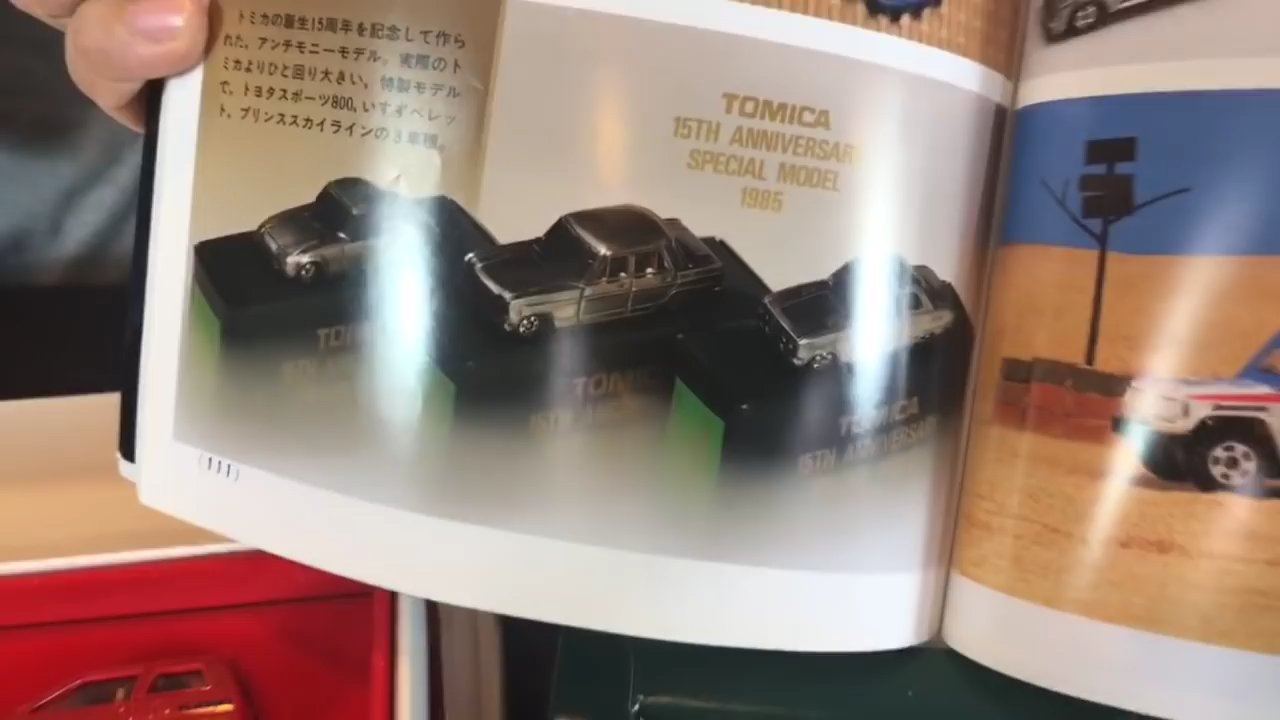 トミカの誕生15周年を記念して作ら
れた、アンチモニーモデル。実際のト
ミカよりひと回り大きい、特製モデル
で、トヨタスポーツ800、いすゞベレッ
ト、プリンススカイラインの3車種。
TOMICA
15TH ANNIVERSAR
SPECIAL MODEL
1985
TOMICA
15TH ANNIVERSARY
(111)